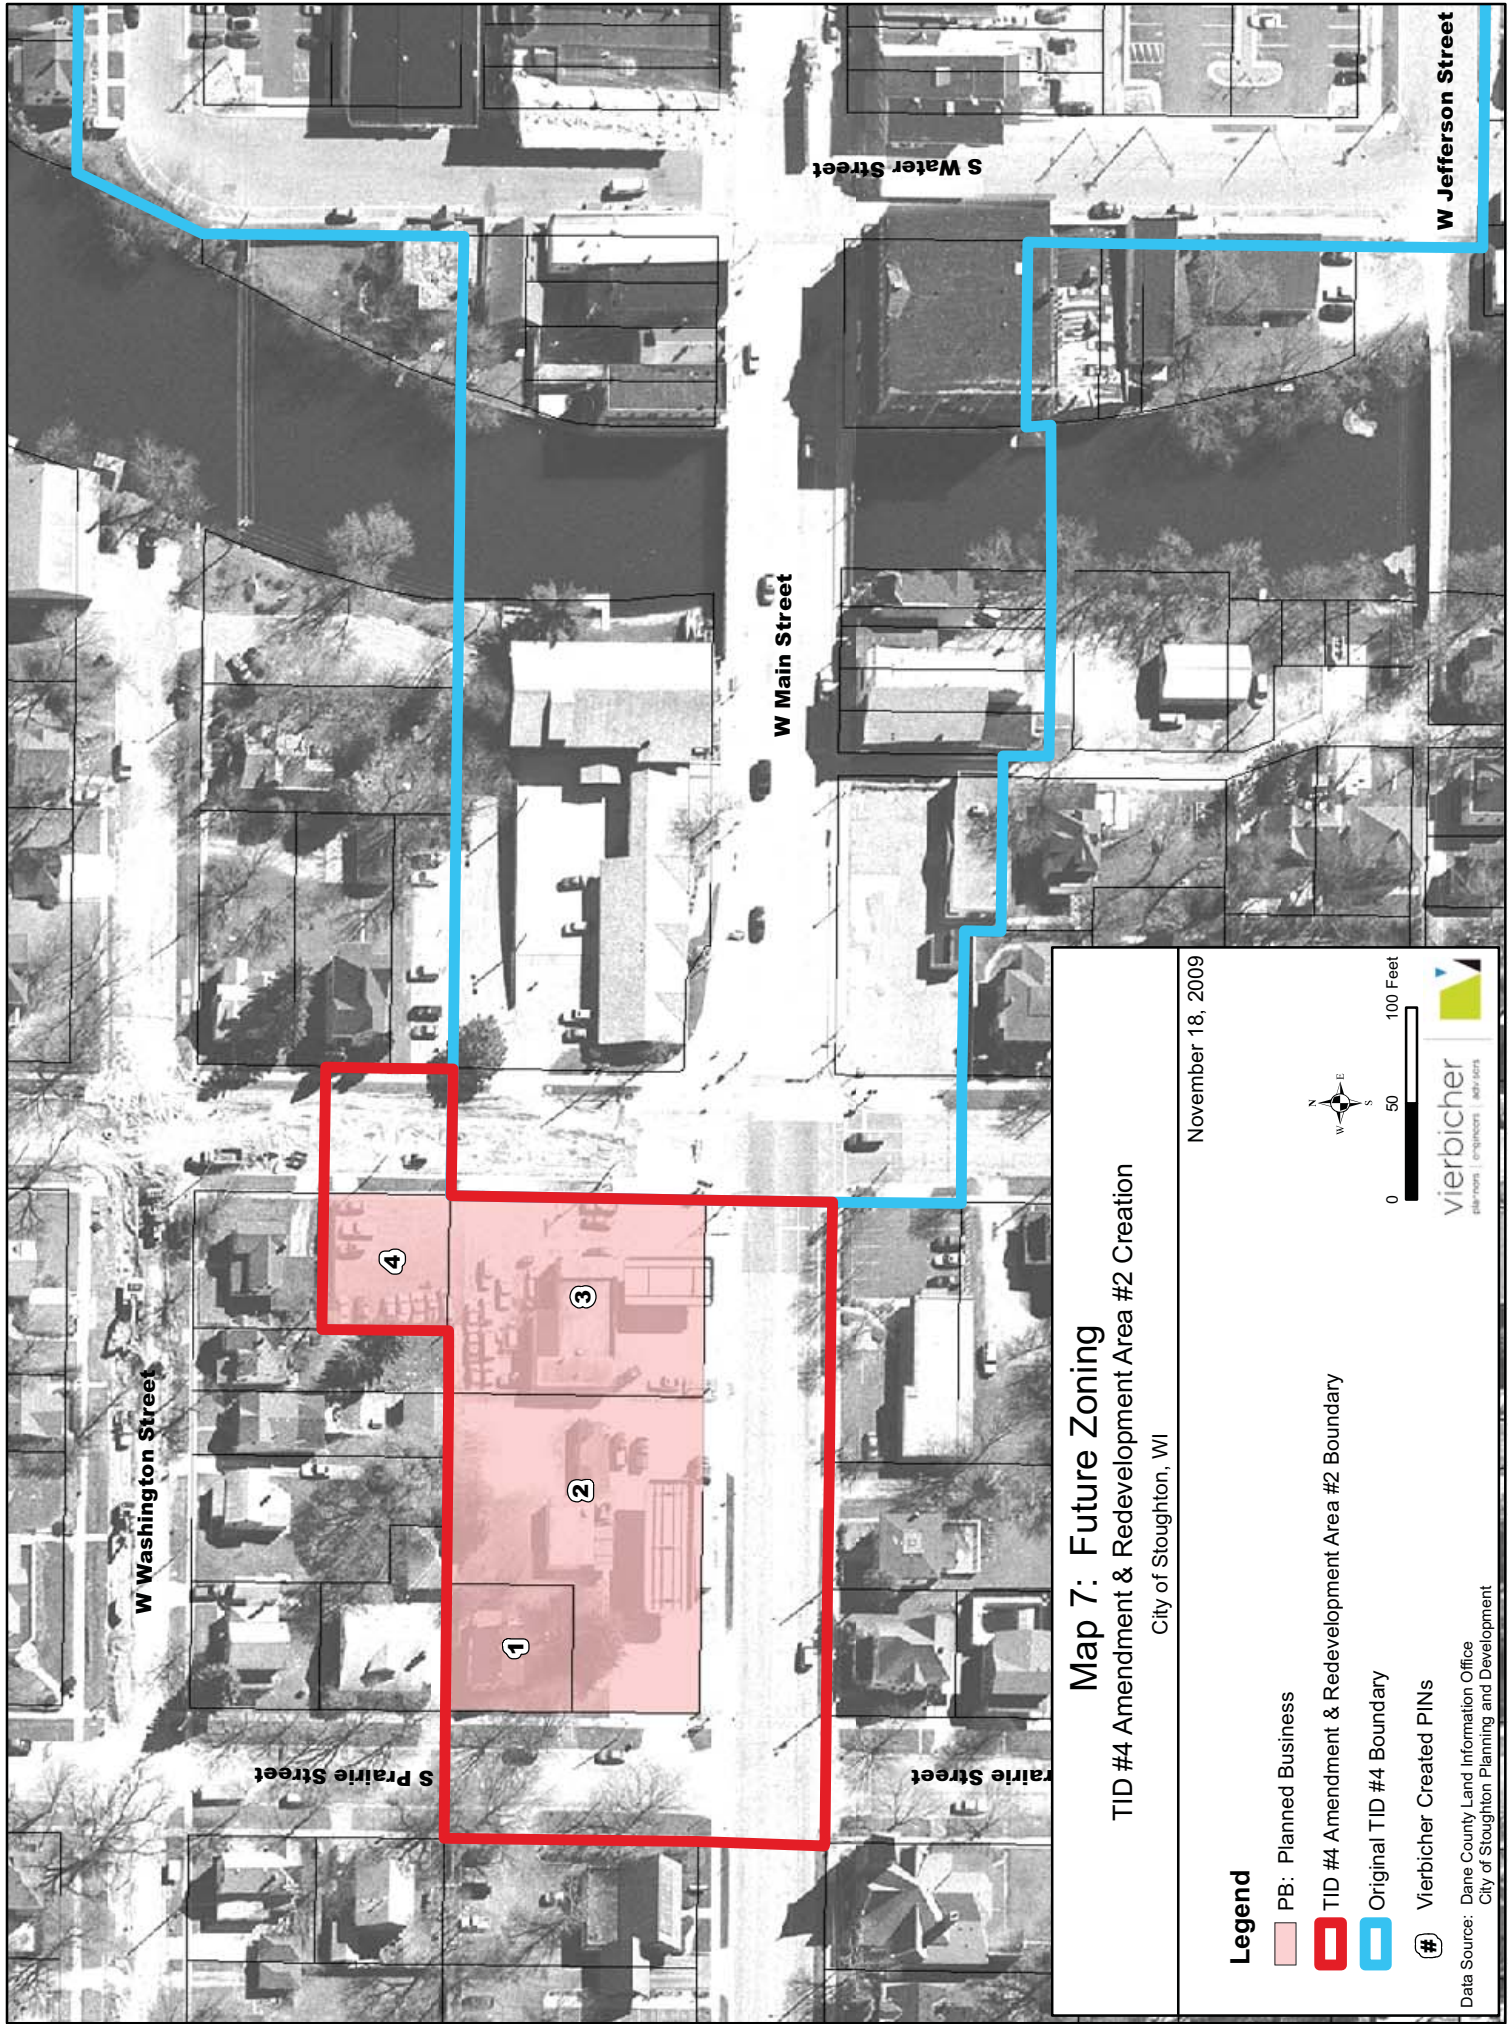 W Washington Street
S Prairie Street
rairie Street
W Main Street
S Water Street
W Jefferson Street
1
2
3
4
Map 7: Future Zoning
TID #4 Amendment & Redevelopment Area #2 Creation
City of Stoughton, WI
November 18, 2009
Legend
PB: Planned Business
TID #4 Amendment & Redevelopment Area #2 Boundary
Original TID #4 Boundary
# Vierbicher Created PINs
Data Source: Dane County Land Information Office
City of Stoughton Planning and Development
N
W E
S
0 50 100 Feet
vierbicher
planners | engineers | advisors